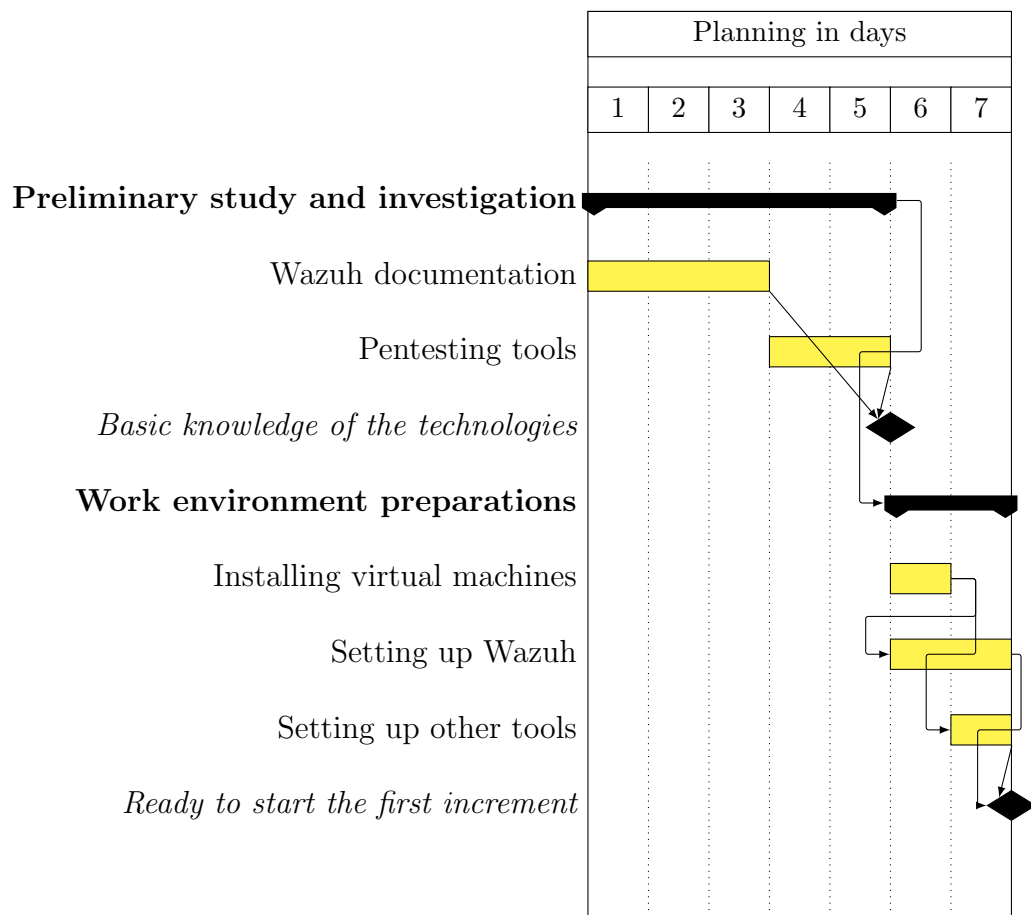 Planning in days
1 2 3 4 5 6 7
Preliminary study and investigation
Wazuh documentation
Pentesting tools
Basic knowledge of the technologies
Work environment preparations
Installing virtual machines
Setting up Wazuh
Setting up other tools
Ready to start the first increment